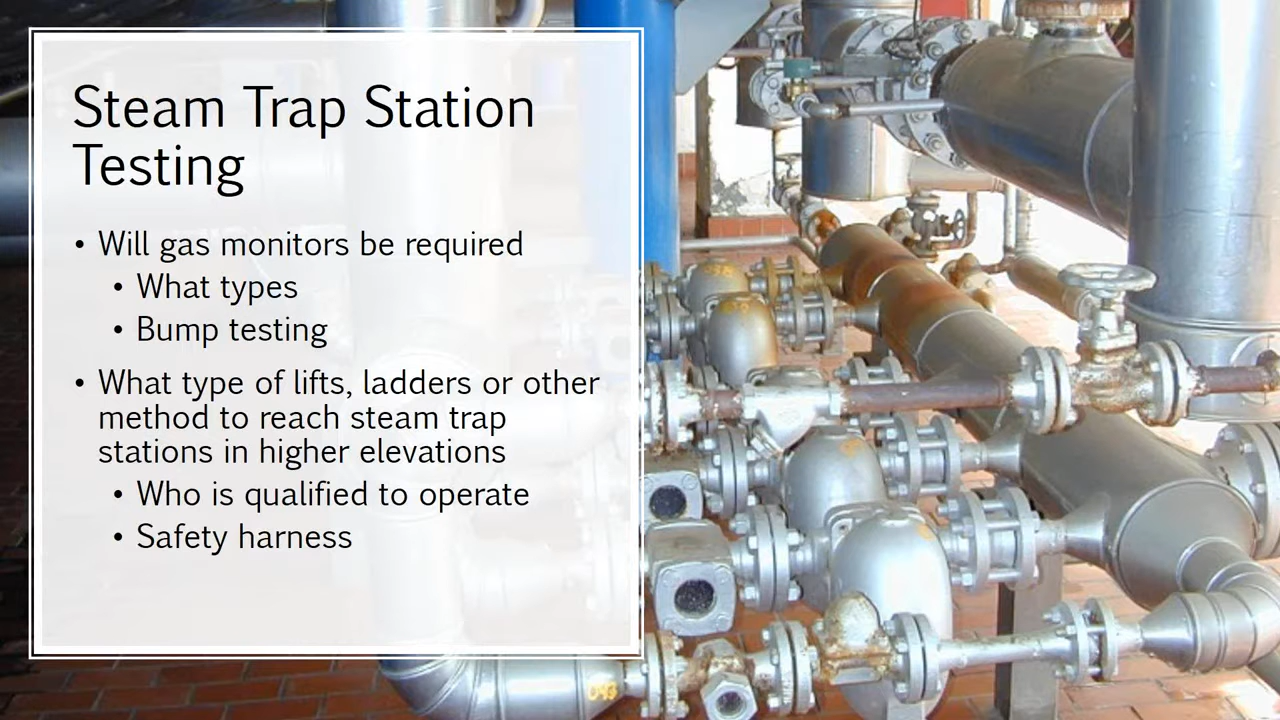 Steam Trap Station
Testing
• Will gas monitors be required
• What types
• Bump testing
• What type of lifts, ladders or other
method to reach steam trap
stations in higher elevations
• Who is qualified to operate
• Safety harness